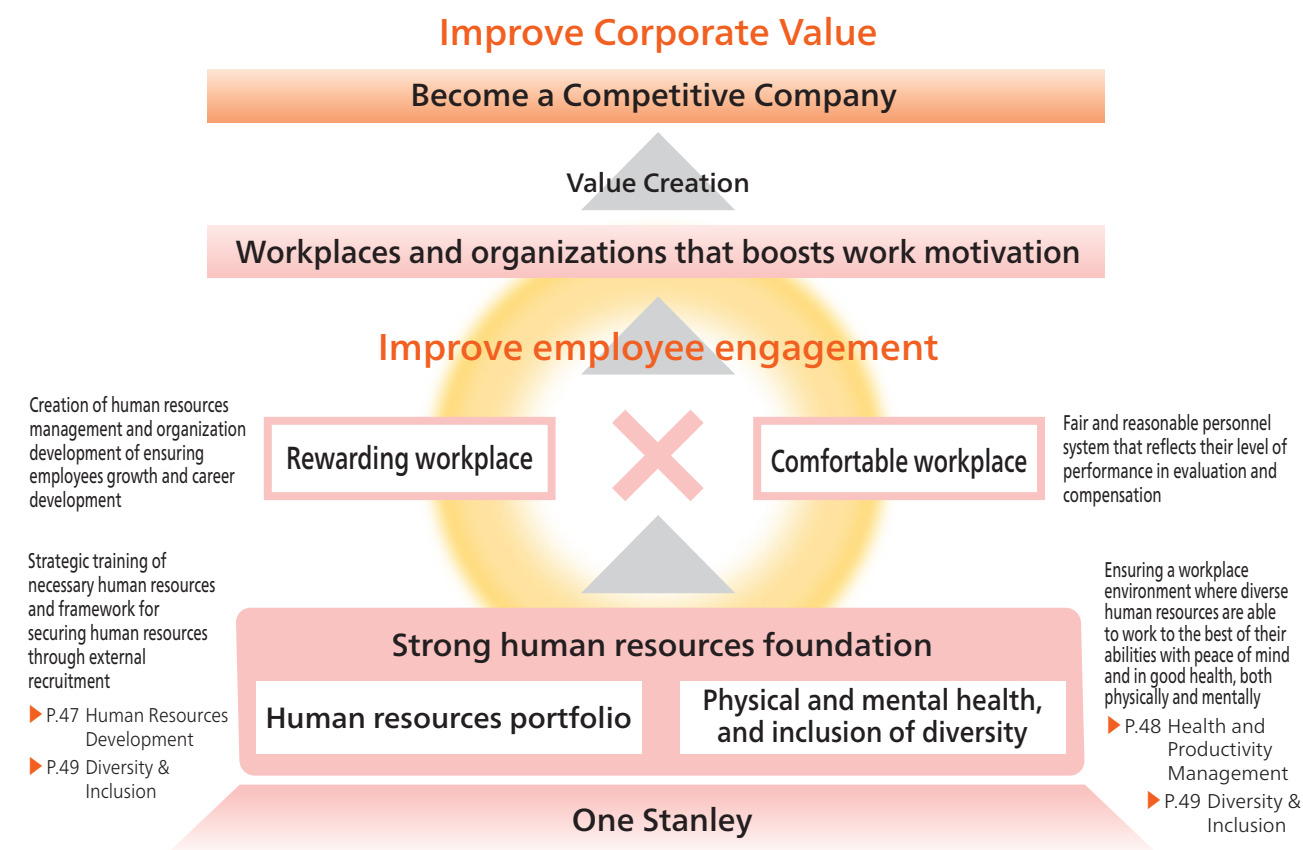 Improve Corporate Value
Become a Competitive Company
Value Creation
Workplaces and organizations that boosts work motivation
Improve employee engagement
Creation of human resources
management and organization
development of ensuring
employees growth and career
development
Rewarding workplace
Comfortable workplace
Fair and reasonable personnel
system that reflects their level of
performance in evaluation and
compensation
Strategic training of
necessary human resources
and framework for
securing human resources
through external
recruitment
P.47 Human Resources
Development
P.49 Diversity &
Inclusion
Strong human resources foundation
Human resources portfolio
Physical and mental health,
and inclusion of diversity
Ensuring a workplace
environment where diverse
human resources are able
to work to the best of their
abilities with peace of mind
and in good health, both
physically and mentally
P.48 Health and
Productivity
Management
P.49 Diversity &
Inclusion
One Stanley